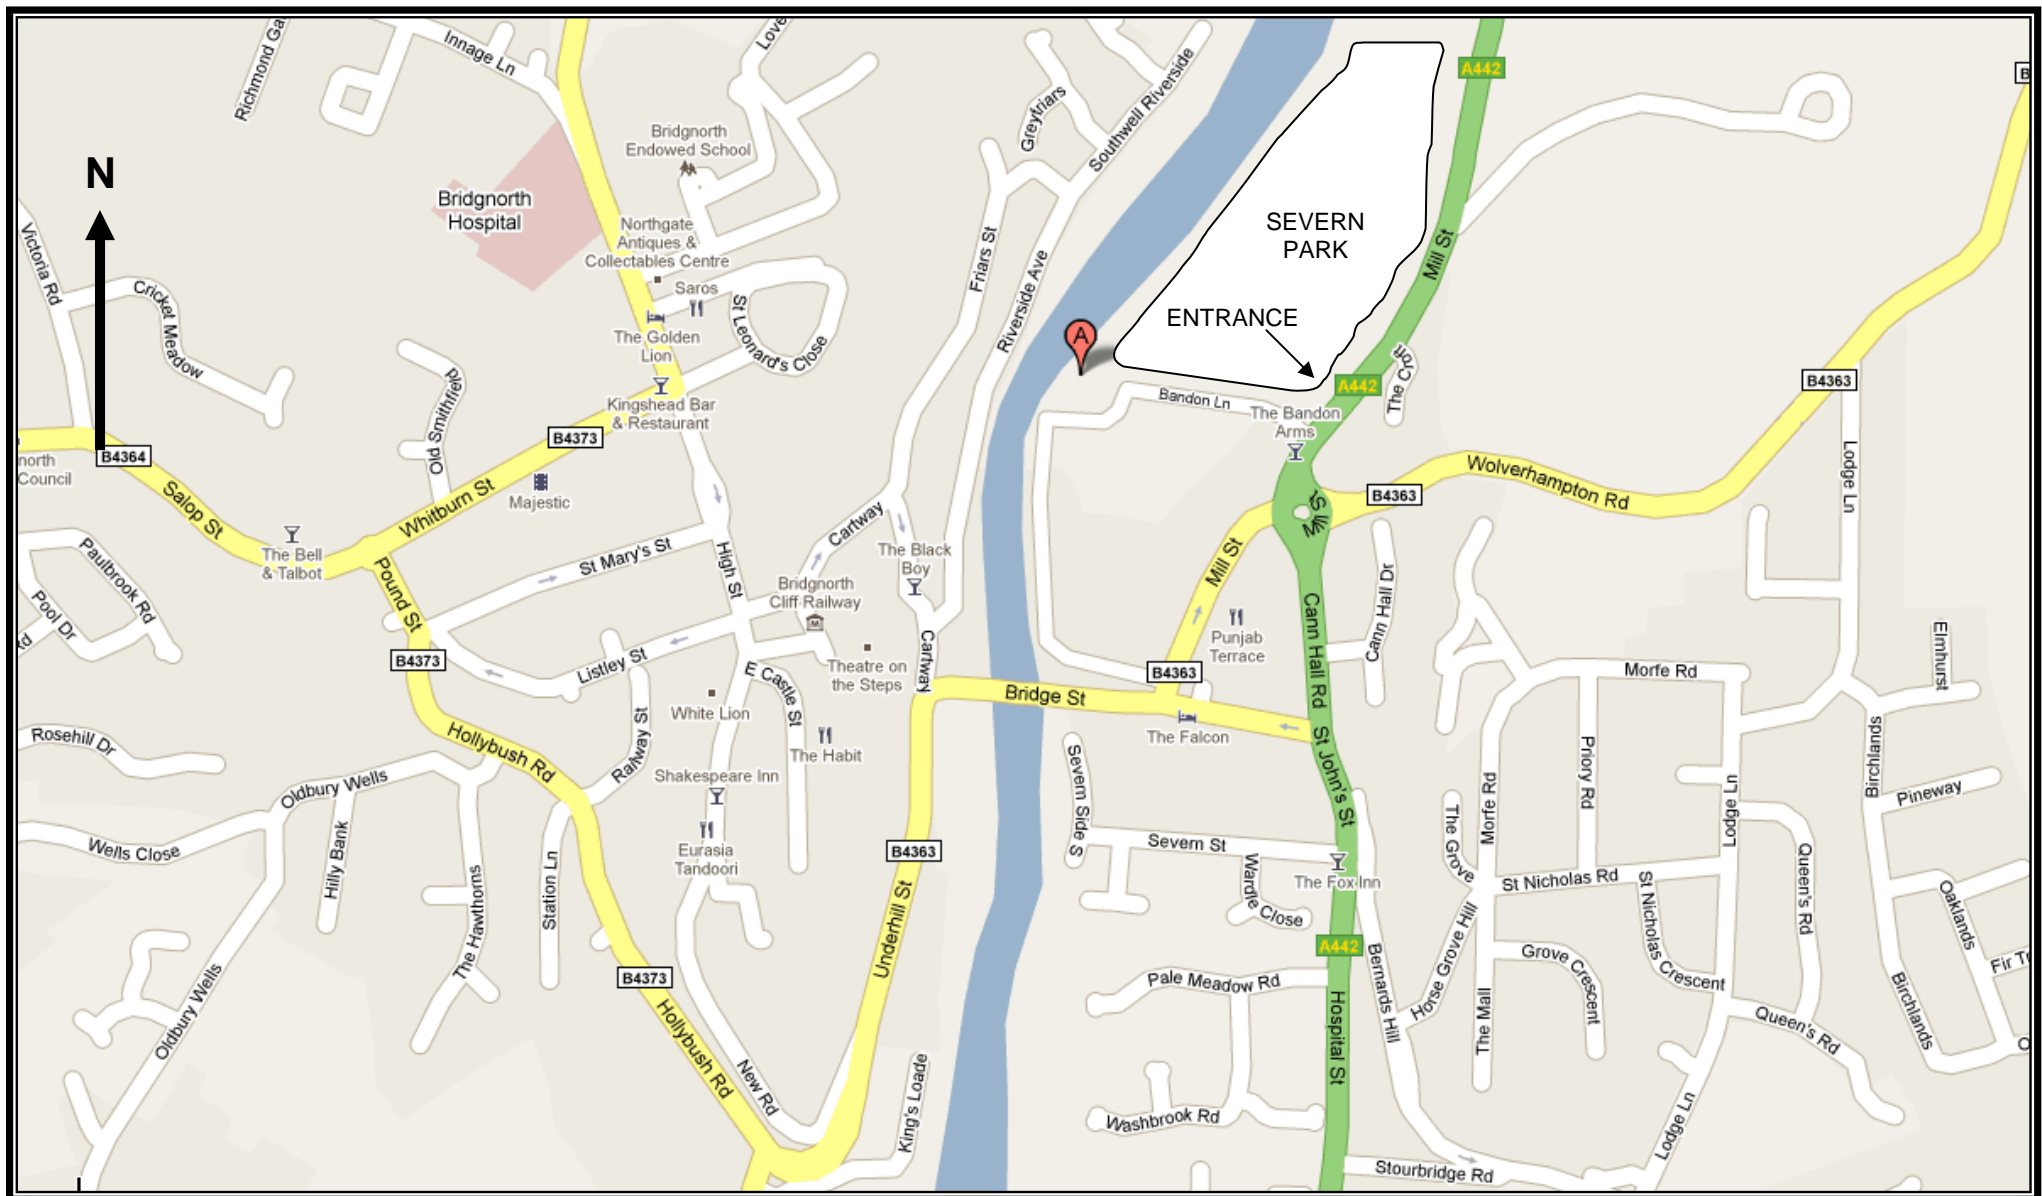 Richmond Ga
Innage Ln
Love
Greyfriars
Southwell Riverside
A442
B
N
Bridgnorth
Endowed School
Bridgnorth
Hospital
Northgate
Antiques &
Collectables Centre
Saros
SEVERN
PARK
Mill St
Friars St
Riverside Ave
Victoria Rd
Cricket Meadow
St Leonard's Close
The Golden
Lion
A
ENTRANCE
A442
The Croft
B4363
Old Smithfield
Kingshead Bar
& Restaurant
Bandon Ln
The Bandon
Arms
B4373
B4364
north
Council
Salop St
Whitburn St
Majestic
Lodge Ln
Wolverhampton Rd
B4363
Mill St
Cartway
The Bell
& Talbot
Paulbrook Rd
Pool Dr
Rd
Pound St
St Mary's St
High St
The Black
Boy
Bridgnorth
Cliff Railway
Mill St
Cann Hall Rd
Cann Hall Dr
Punjab
Terrace
B4373
Listley St
Theatre on
the Steps
Cartway
B4363
Morfe Rd
Elmhurst
E Castle St
White Lion
Bridge St
The Falcon
The Habit
Rosehill Dr
Hollybush Rd
Railway St
Severn Side S
St John's St
Morfe Rd
Priory Rd
Lodge Ln
Birchlands
Pineway
Oldbury Wells
Shakespeare Inn
Wells Close
Hilly Bank
Eurasia
Tandoori
B4363
Severn St
The Grove
Wardle Close
The Fox Inn
St Nicholas Rd
Queen's Rd
Station Ln
The Hawthorns
Underhill St
St Nicholas Crescent
Oaklands
A442
Bernards Hill
Horse Grove Hill
Grove Crescent
Fir Tr
B4373
Pale Meadow Rd
Hospital St
The Mall
Birchlands
Queen's Rd
Oldbury Wells
Hollybush Rd
New Rd
King's Loade
Washbrook Rd
Lodge Ln
Stourbridge Rd